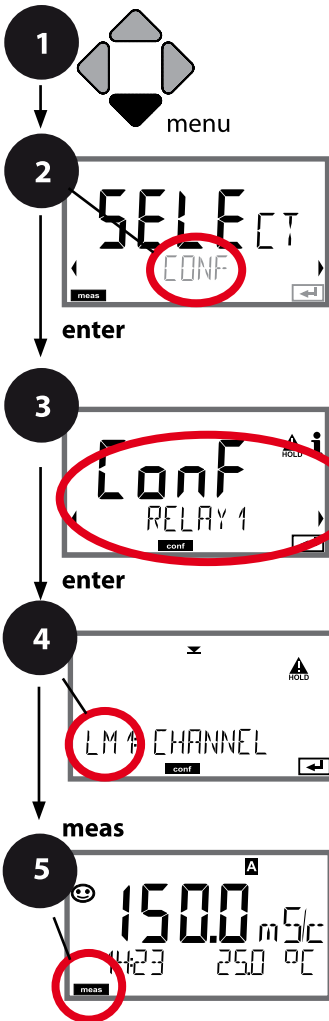 1
menu
2
SELECT
CONF
meas
enter
3
ConF
HOLD
RELAY 1
conf
enter
4
HOLD
LM 1: CHANNEL
conf
meas
5
A
150.0 mS/c
14:23 25.0 °C
meas